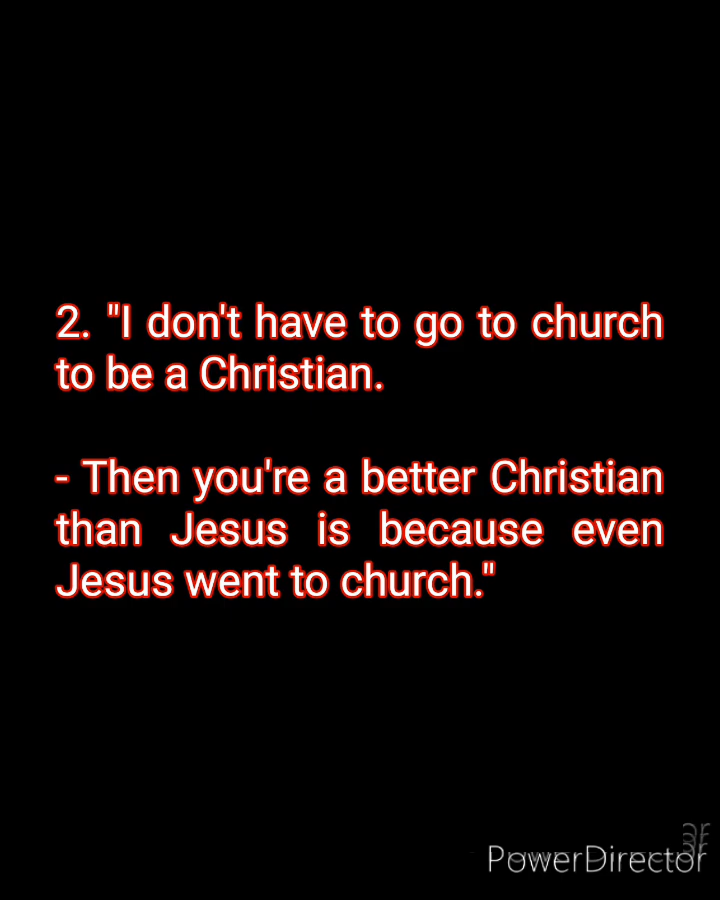 2. "I don't have to go to church
to be a Christian.
- Then you're a better Christian
than Jesus is because even
Jesus went to church."
PowerDirector